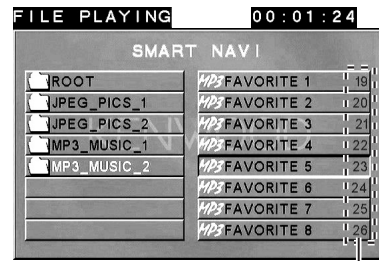 FILE PLAYING 00:01:24
SMART NAVI
ROOT MP3 FAVORITE 1 19
JPEG_PICS_1 MP3 FAVORITE 2 20
JPEG_PICS_2 MP3 FAVORITE 3 21
MP3_MUSIC_1 MP3 FAVORITE 4 22
MP3_MUSIC_2 MP3 FAVORITE 5 23
MP3 FAVORITE 6 24
MP3 FAVORITE 7 25
MP3 FAVORITE 8 26